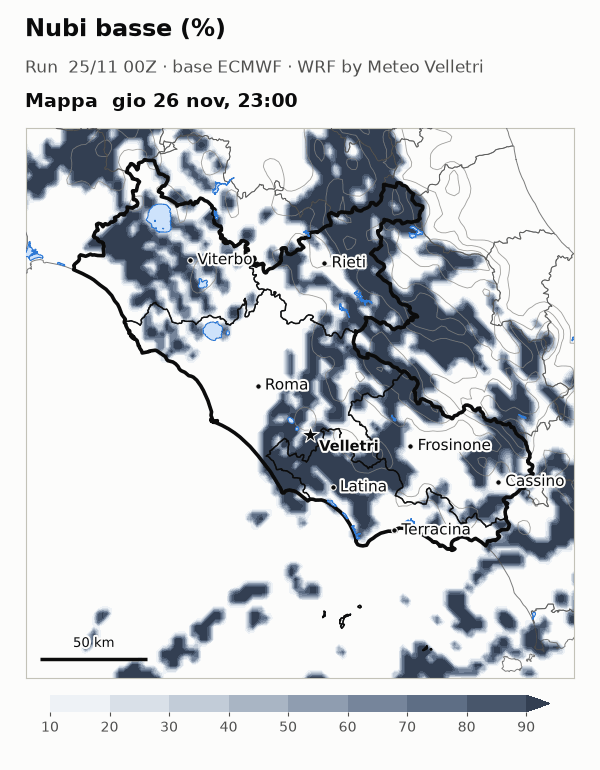 Nubi basse (%)
Run  25/11 00Z · base ECMWF · WRF by Meteo Velletri
Mappa  gio 26 nov, 23:00
Viterbo
Rieti
Roma
Velletri
Frosinone
Cassino
Latina
Terracina
50 km
10 20 30 40 50 60 70 80 90